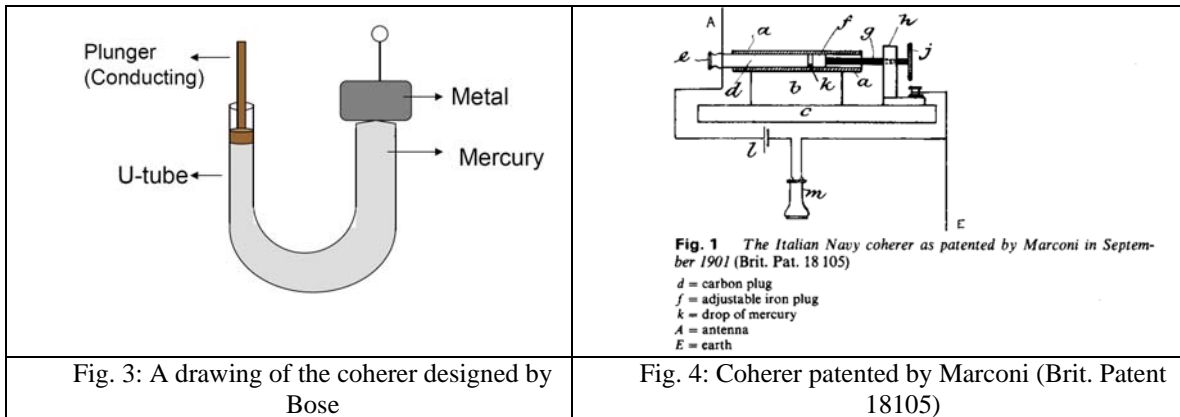 Plunger
(Conducting)
Metal
Mercury
U-tube
A
a
f
g
h
j
e
d
b
k
a
c
l
m
E
Fig. 1 The Italian Navy coherer as patented by Marconi in Septem-
ber 1901 (Brit. Pat. 18 105)
d = carbon plug
f = adjustable iron plug
k = drop of mercury
A = antenna
E = earth
Fig. 3: A drawing of the coherer designed by
Bose
Fig. 4: Coherer patented by Marconi (Brit. Patent
18105)